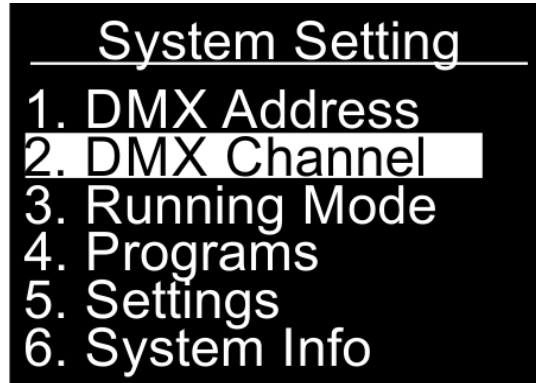 System Setting
1. DMX Address
2. DMX Channel
3. Running Mode
4. Programs
5. Settings
6. System Info